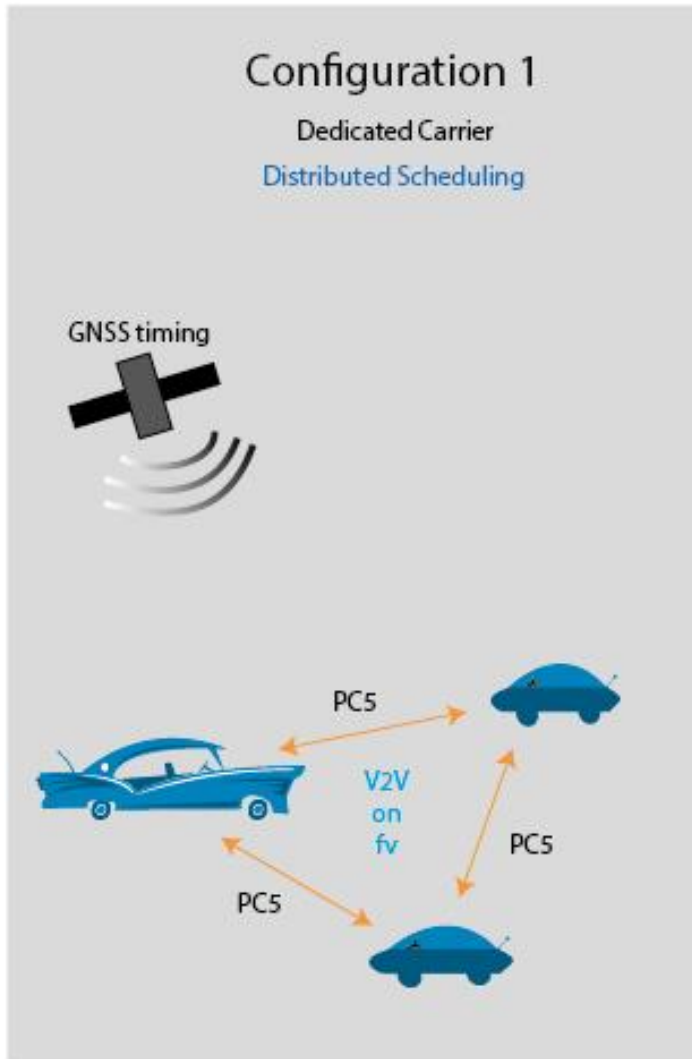 Configuration 1
Dedicated Carrier
Distributed Scheduling
GNSS timing
PC5
V2V
on
fv
PC5
PC5